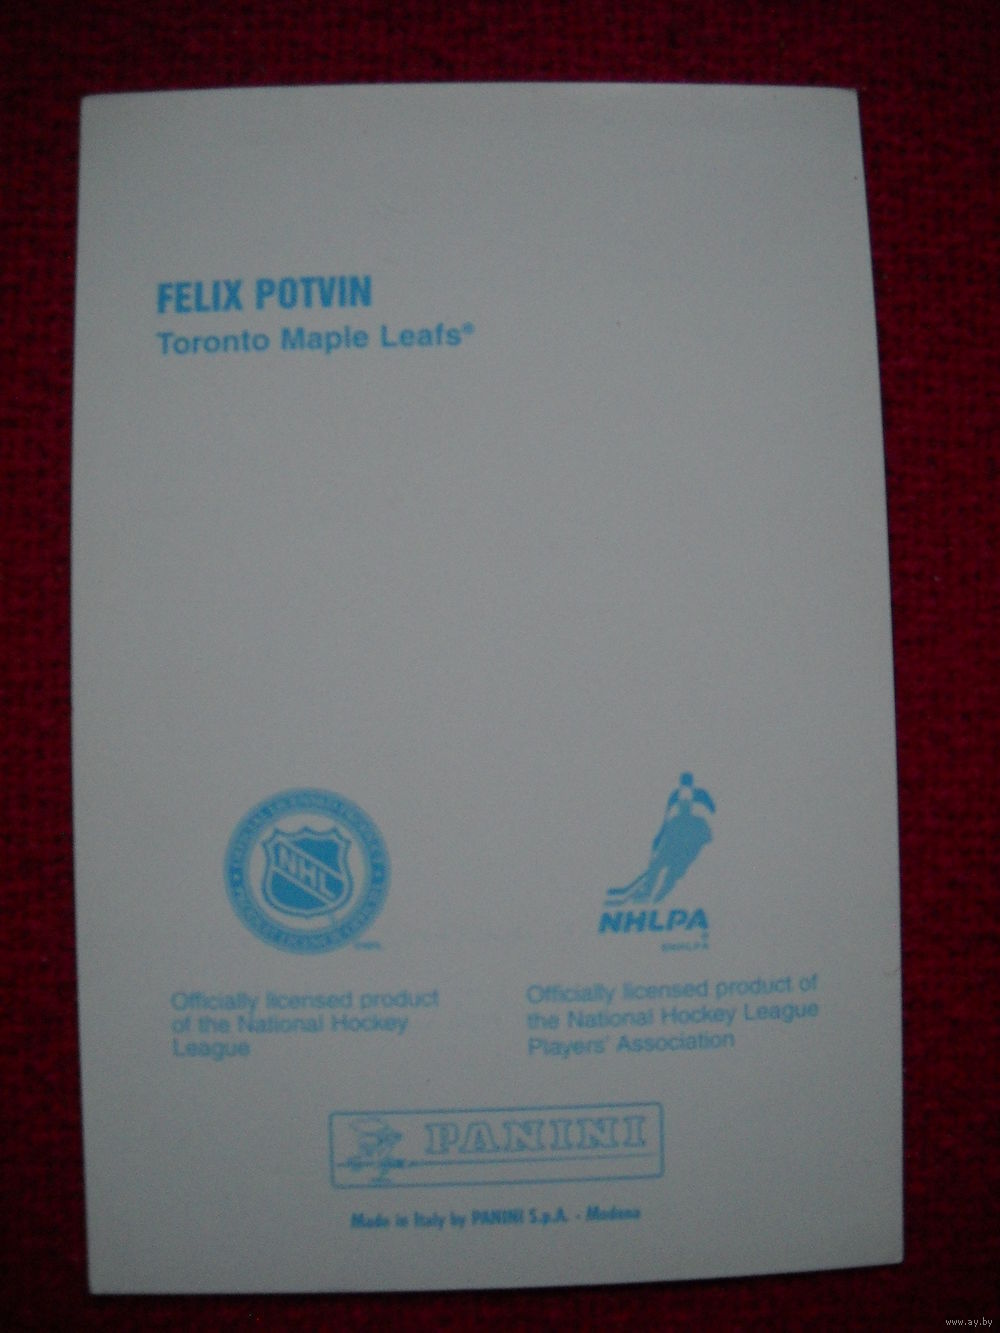 FELIX POTVIN
Toronto Maple Leafs®
NHL
NHLPA
Officially licensed product
of the National Hockey
League
Officially licensed product of
the National Hockey League
Players' Association
PANINI
Made in Italy by PANINI S.p.A. - Modena
www.ay.by